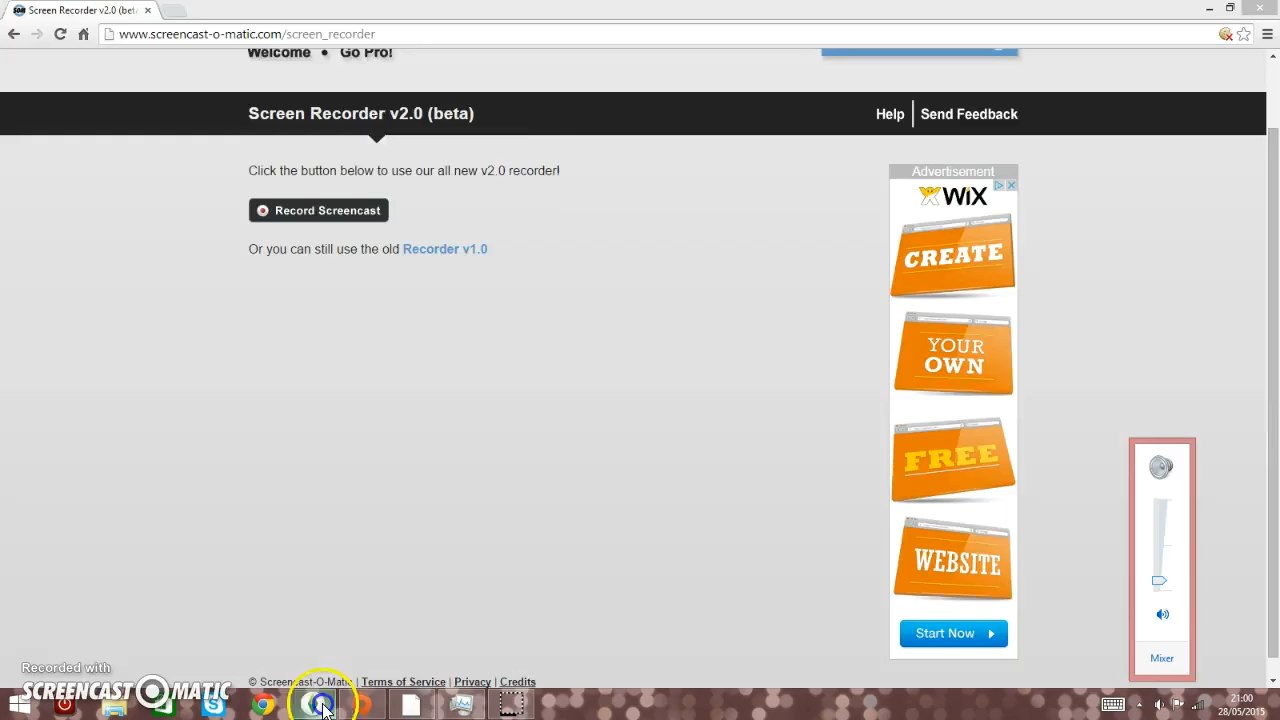 Screen Recorder v2.0 (bet
www.screencast-o-matic.com/screen_recorder
Welcome • Go Pro!
Screen Recorder v2.0 (beta)
Help
Send Feedback
Click the button below to use our all new v2.0 recorder!
Record Screencast
Or you can still use the old Recorder v1.0
Advertisement
WiX
CREATE
YOUR
OWN
FREE
WEBSITE
Start Now
Mixer
Recorded with
SCREENCAST-O-MATIC
© Screencast-O-Matic | Terms of Service | Privacy | Credits
21:00
28/05/2015